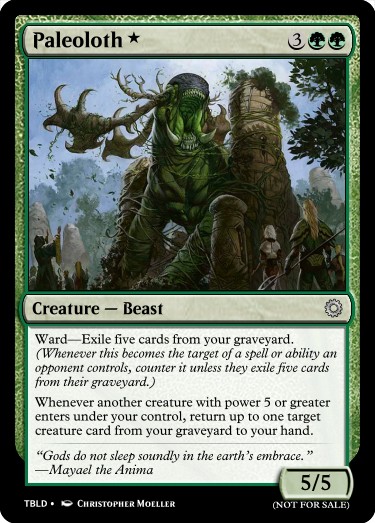 Paleoloth ★ 3
Creature — Beast
Ward—Exile five cards from your graveyard.
(Whenever this becomes the target of a spell or ability an
opponent controls, counter it unless they exile five cards
from their graveyard.)
Whenever another creature with power 5 or greater
enters under your control, return up to one target
creature card from your graveyard to your hand.
“Gods do not sleep soundly in the earth’s embrace.”
—Mayael the Anima
5/5
TBLD • Christopher Moeller
(NOT FOR SALE)